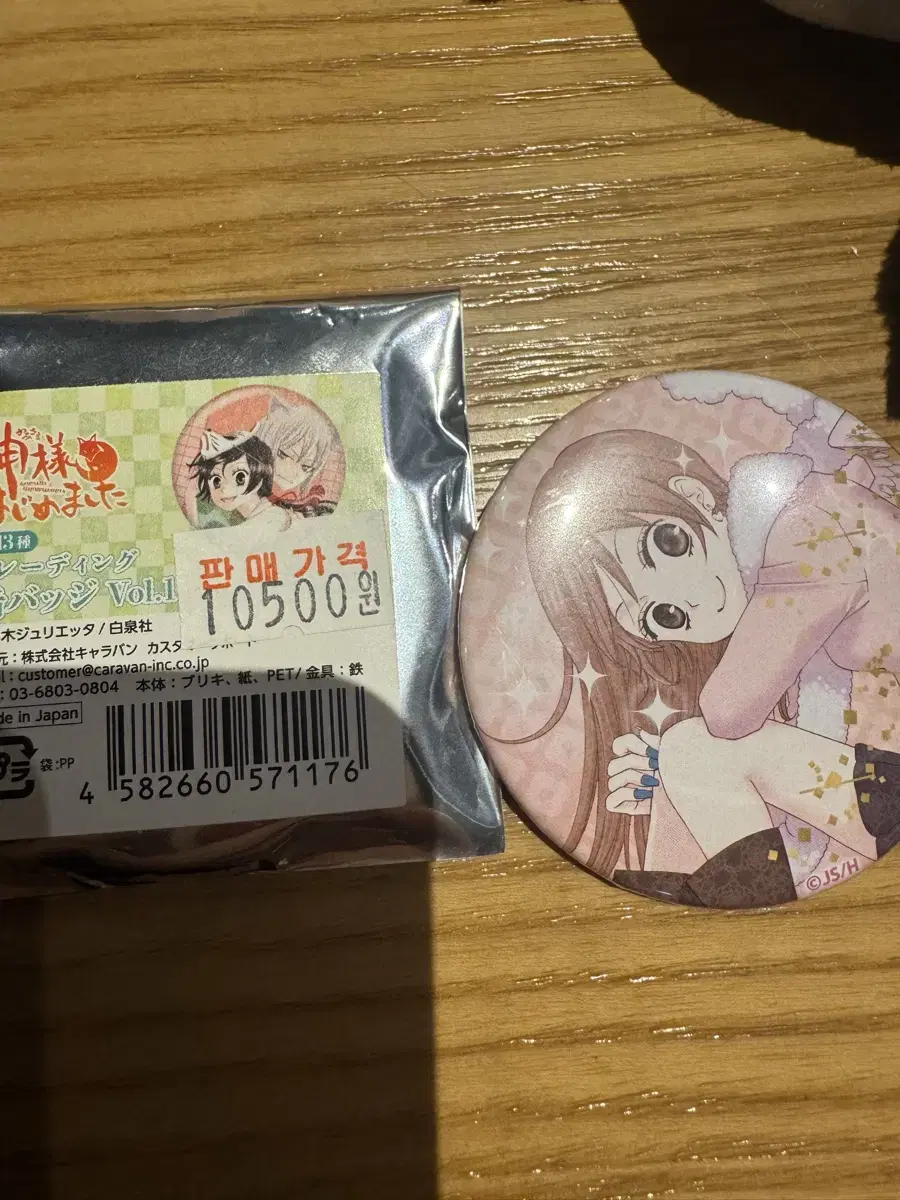 かみさま
神様
はじめました
13種
レーディング
バッジ Vol.1
판매가격
10500원
木ジュリエッタ/白泉社
元:株式会社キャラバン カスタ
l:customer@caravan-inc.co.jp
:03-6803-0804 本体:ブリキ、紙、PET/金具:鉄
de in Japan
袋:PP
4 582660 571176
©JS/H